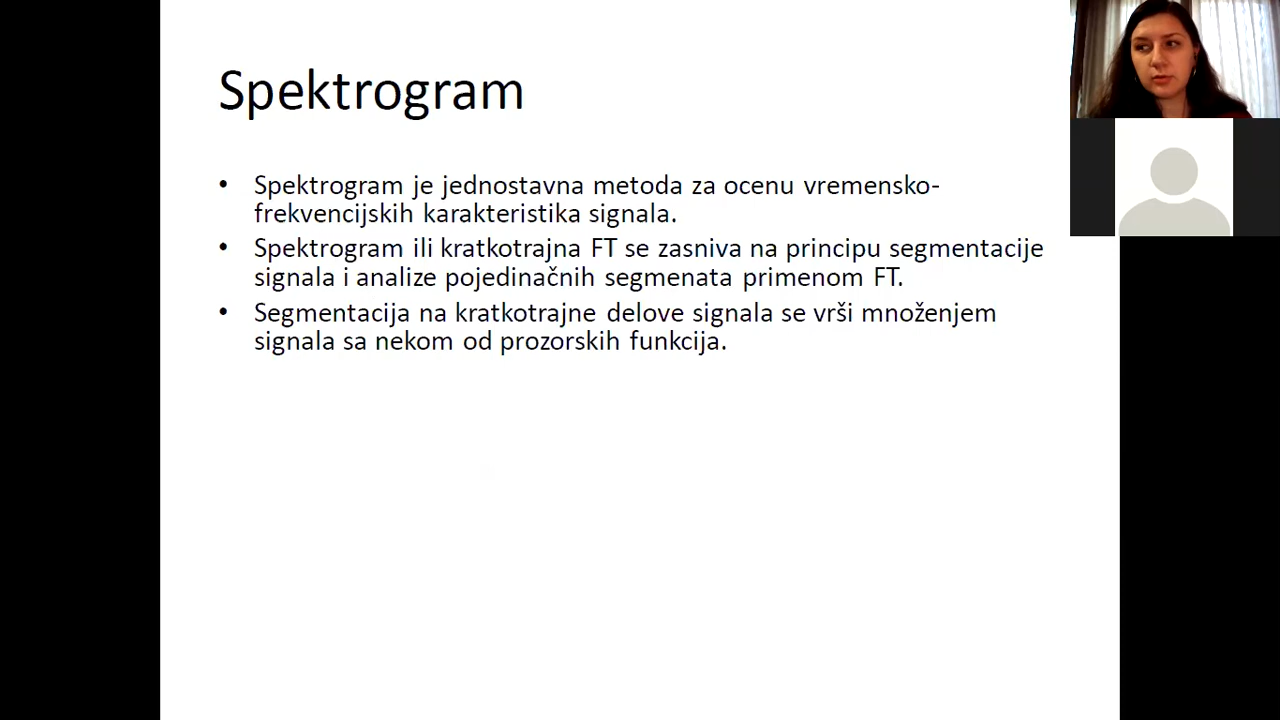 Spektrogram
• Spektrogram je jednostavna metoda za ocenu vremensko-
frekvencijskih karakteristika signala.
• Spektrogram ili kratkotrajna FT se zasniva na principu segmentacije
signala i analize pojedinačnih segmenata primenom FT.
• Segmentacija na kratkotrajne delove signala se vrši množenjem
signala sa nekom od prozorskih funkcija.